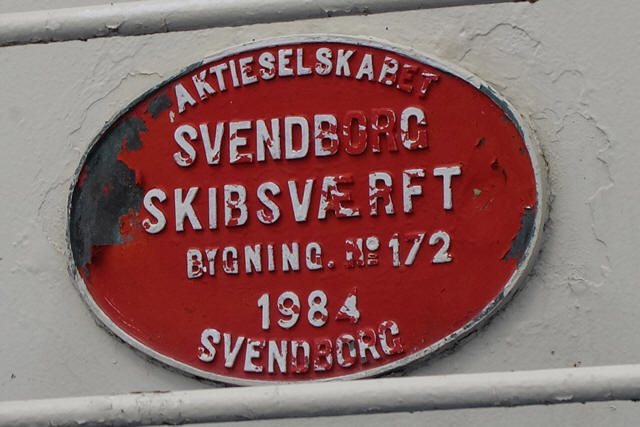 AKTIESELSKABET
SVENDBORG
SKIBSVÆRFT
BYGNING. Nº 172
1984
SVENDBORG